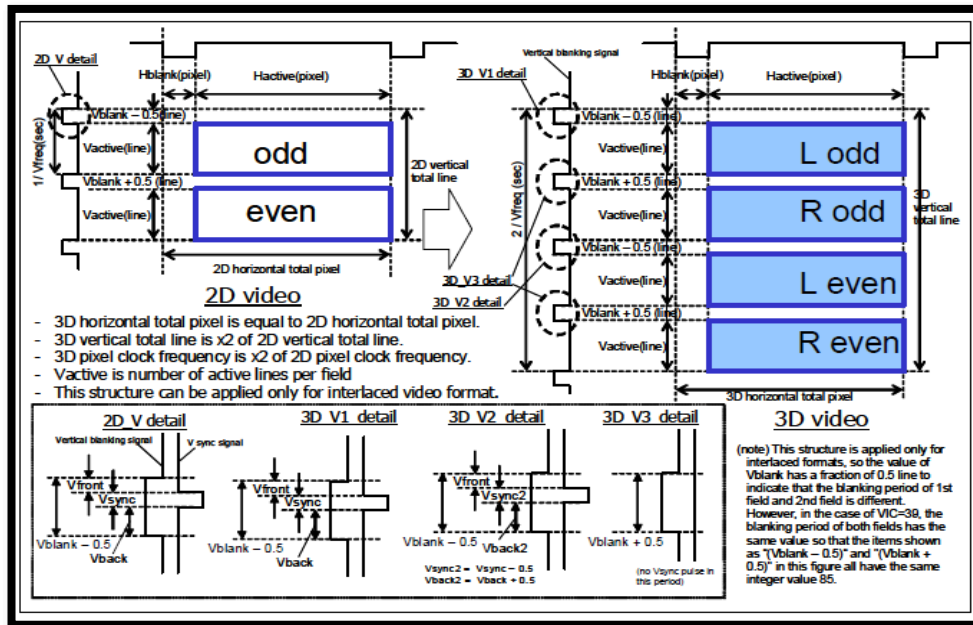 2D_V detail
Hblank(pixel)
Hactive(pixel)
Vblank – 0.5(line)
Vactive(line)
Vblank + 0.5 (line)
Vactive(line)
1/ Vfreq(sec)
odd
even
2D vertical
total line
2D horizontal total pixel
2D video
Vertical blanking signal
3D_V1 detail
Hblank(pixel)
Hactive(pixel)
Vblank – 0.5 (line)
Vactive(line)
Vblank + 0.5 (line)
Vactive(line)
Vblank – 0.5 (line)
Vactive(line)
Vblank + 0.5 (line)
Vactive(line)
2 / Vfreq (sec)
3D_V3 detail
3D_V2 detail
L odd
R odd
L even
R even
3D
vertical
total line
3D horizontal total pixel
3D video
- 3D horizontal total pixel is equal to 2D horizontal total pixel.
- 3D vertical total line is x2 of 2D vertical total line.
- 3D pixel clock frequency is x2 of 2D pixel clock frequency.
- Vactive is number of active lines per field
- This structure can be applied only for interlaced video format.
2D_V detail
Vertical blanking signal
V sync signal
Vfront
Vsync
Vblank – 0.5
Vback
3D_V1 detail
Vfront
Vsync
Vblank – 0.5
Vback
3D_V2 detail
Vfront
Vsync2
Vblank – 0.5
Vback2
Vsync2 = Vsync – 0.5
Vback2 = Vback + 0.5
3D_V3 detail
Vblank + 0.5
(no Vsync pulse in
this period)
(note) This structure is applied only for
interlaced formats, so the value of
Vblank has a fraction of 0.5 line to
indicate that the blanking period of 1st
field and 2nd field is different.
However, in the case of VIC=39, the
blanking period of both fields has the
same value so that the items shown
as "(Vblank – 0.5)" and "(Vblank +
0.5)" in this figure all have the same
integer value 85.